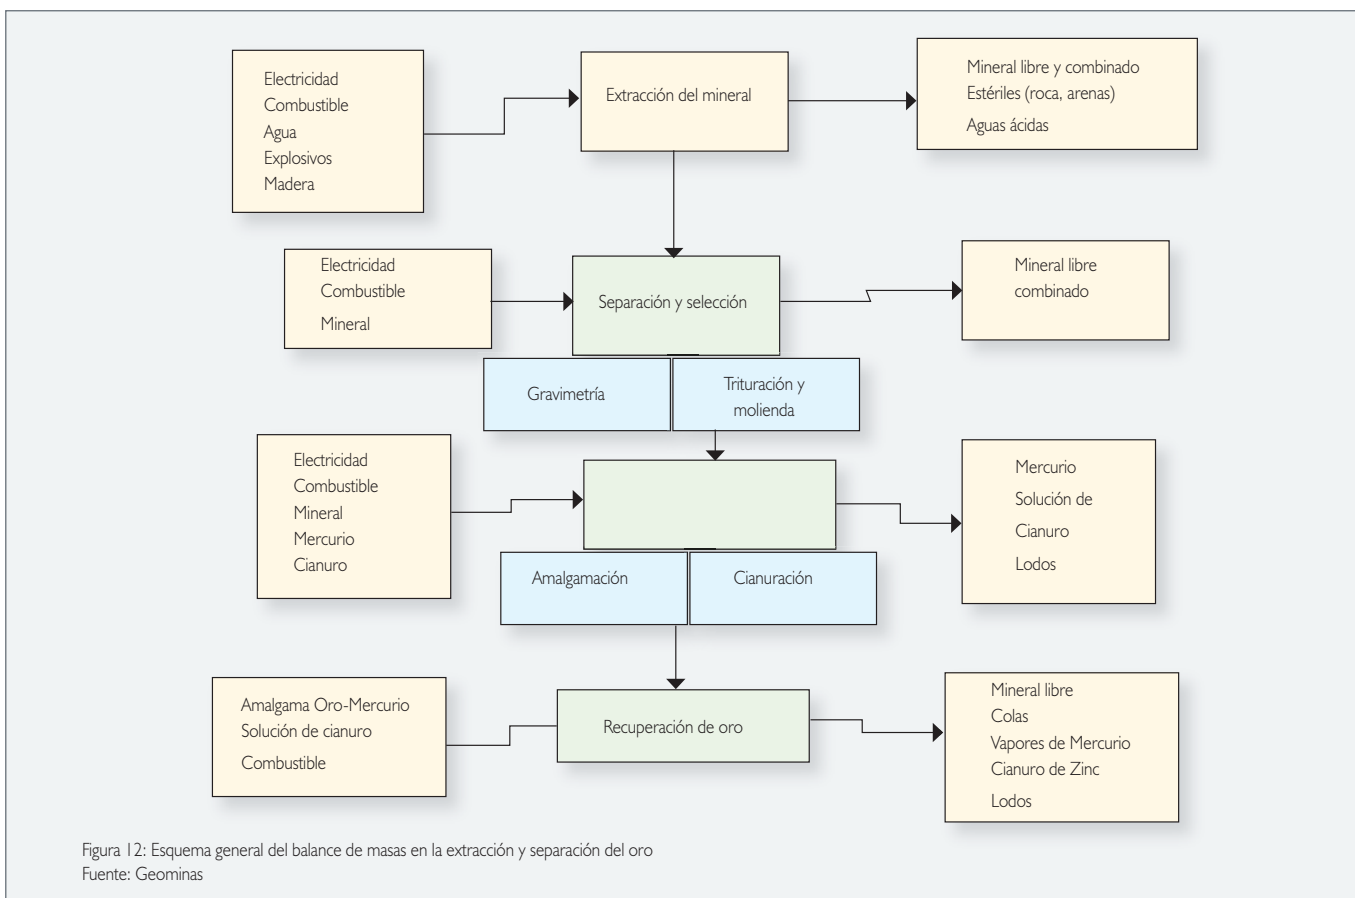 Electricidad
Combustible
Agua
Explosivos
Madera
Extracción del mineral
Mineral libre y combinado
Estériles (roca, arenas)
Aguas ácidas
Electricidad
Combustible
Mineral
Separación y selección
Mineral libre
combinado
Gravimetría
Trituración y
molienda
Electricidad
Combustible
Mineral
Mercurio
Cianuro
Mercurio
Solución de
Cianuro
Lodos
Amalgamación
Cianuración
Amalgama Oro-Mercurio
Solución de cianuro
Combustible
Recuperación de oro
Mineral libre
Colas
Vapores de Mercurio
Cianuro de Zinc
Lodos
Figura 12: Esquema general del balance de masas en la extracción y separación del oro
Fuente: Geominas